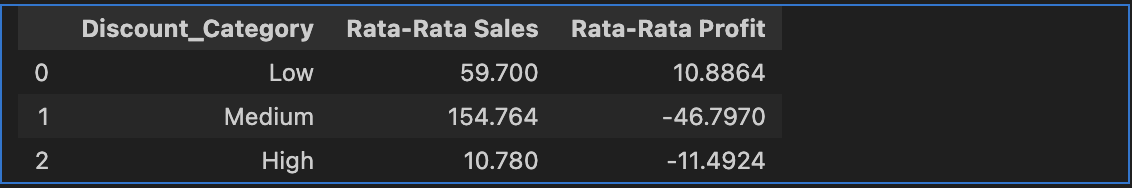 Discount_Category Rata-Rata Sales Rata-Rata Profit
0 Low 59.700 10.8864
1 Medium 154.764 -46.7970
2 High 10.780 -11.4924